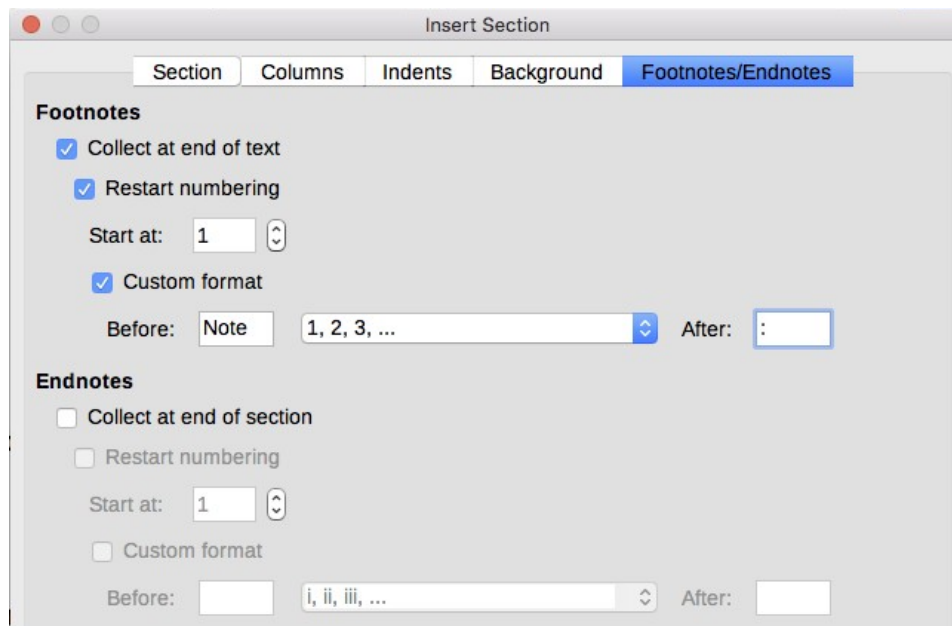 Insert Section
Section Columns Indents Background Footnotes/Endnotes
Footnotes
Collect at end of text
Restart numbering
Start at: 1
Custom format
Before: Note 1, 2, 3, ... After: :
Endnotes
Collect at end of section
Restart numbering
Start at: 1
Custom format
Before: i, ii, iii, ... After: